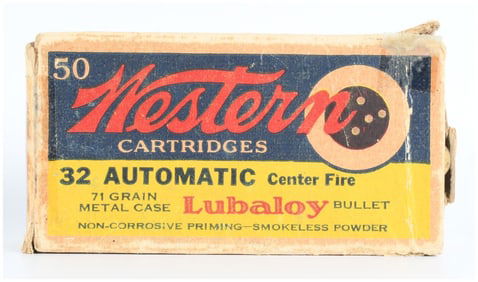 50
Western
CARTRIDGES
32 AUTOMATIC Center Fire
71 GRAIN
METAL CASE Lubaloy BULLET
NON-CORROSIVE PRIMING—SMOKELESS POWDER